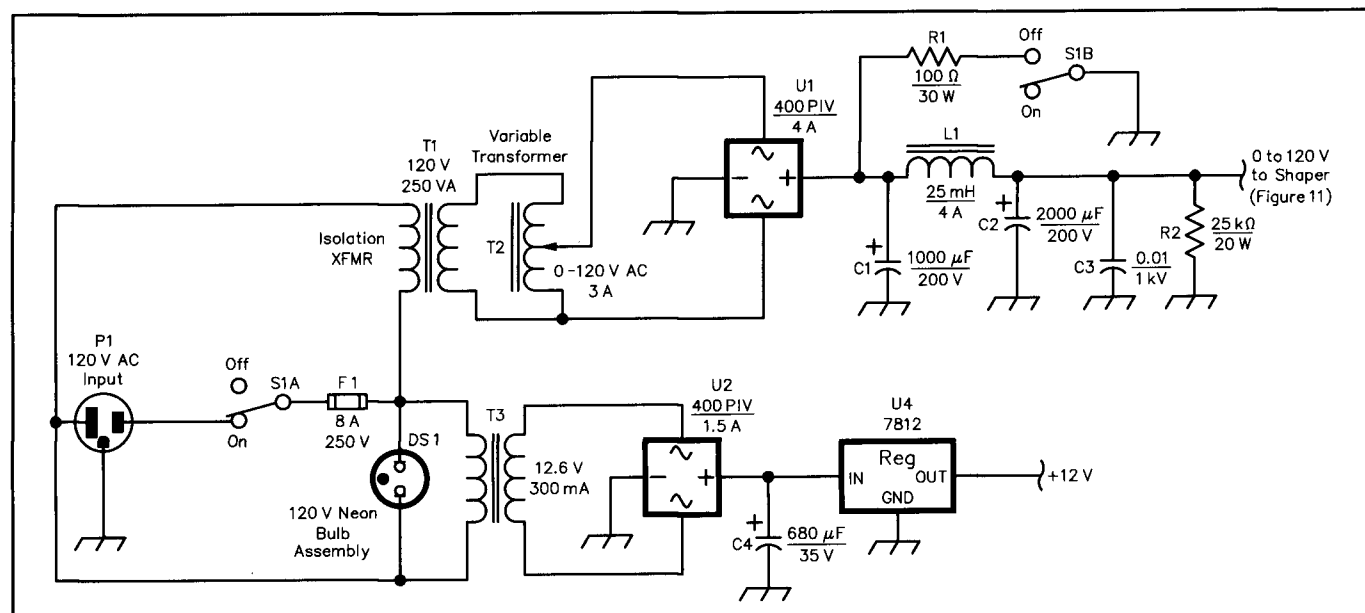 Off
R1
S1B
100 Ω
30 W
On
U1
400 PIV
4 A
Variable
Transformer
T1
120 V
250 VA
L1
25 mH
4 A
0 to 120 V
to Shaper
(Figure 11)
Isolation
XFMR
T2
0-120 V AC
3 A
∼
− +
∼
+
C1
1000 µF
200 V
+
C2
2000 µF
200 V
C3
0.01
1 kV
R2
25 kΩ
20 W
P1
120 V AC
Input
Off
S1A
On
F1
8 A
250 V
DS1
120 V Neon
Bulb
Assembly
T3
12.6 V
300 mA
U2
400 PIV
1.5 A
∼
− +
∼
+
C4
680 µF
35 V
U4
7812
Reg
IN OUT
GND
+12 V